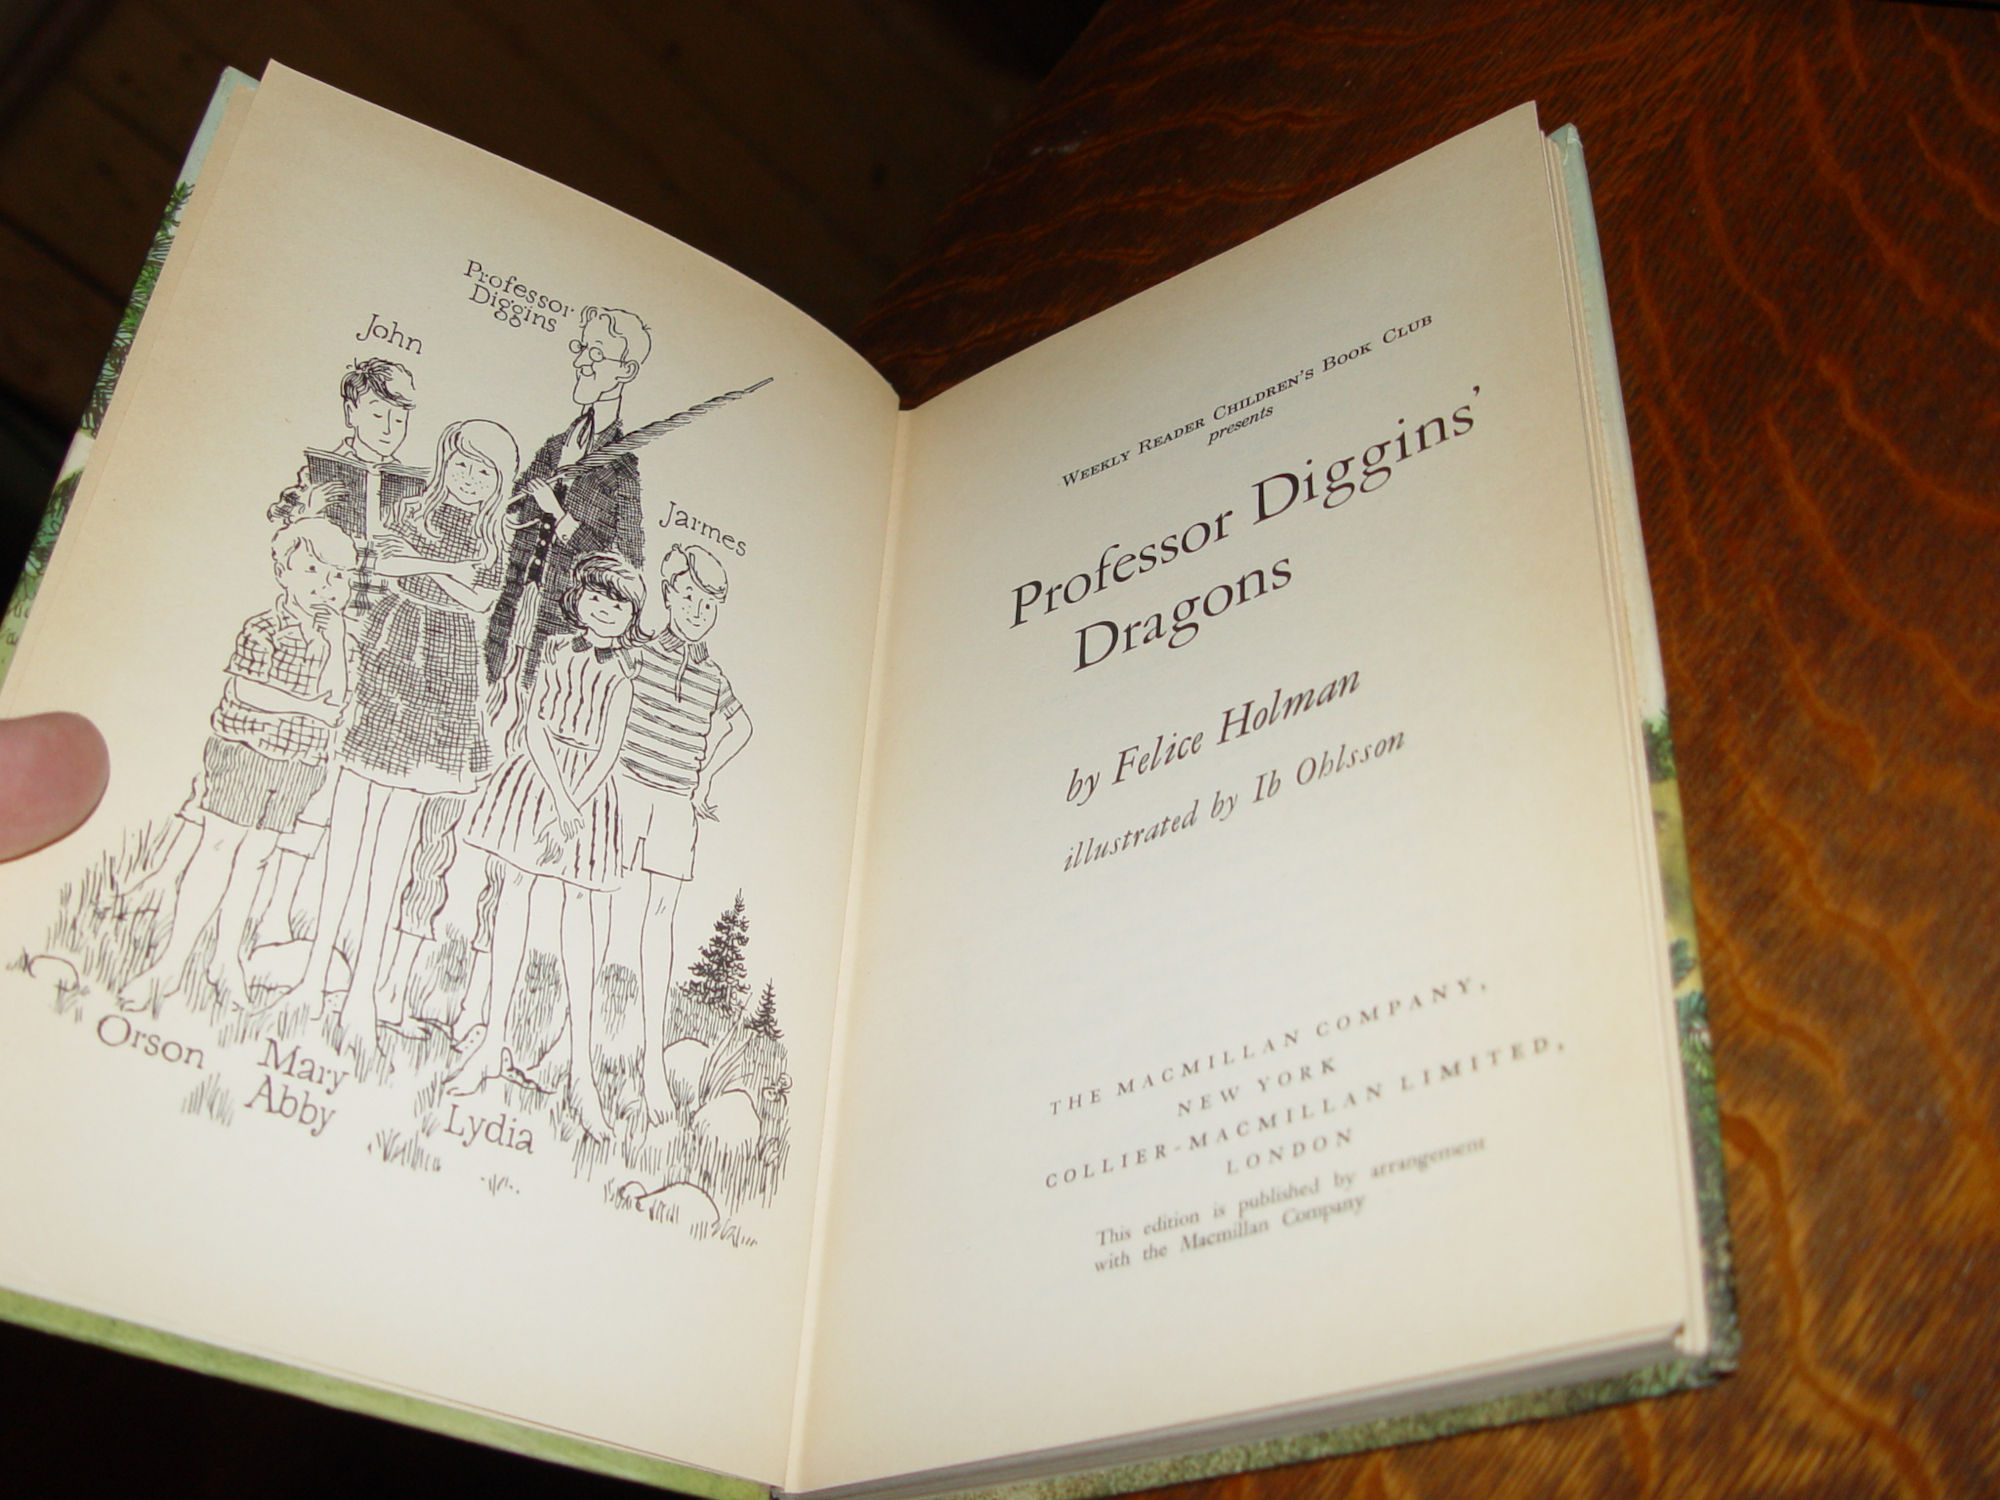 Professor
Diggins
John
Jarmes
Orson
Mary
Abby
Lydia
WEEKLY READER CHILDREN'S BOOK CLUB
presents
Professor Diggins'
Dragons
by Felice Holman
illustrated by Ib Ohlsson
THE MACMILLAN COMPANY,
NEW YORK
COLLIER-MACMILLAN LIMITED,
LONDON
This edition is published by arrangement
with the Macmillan Company